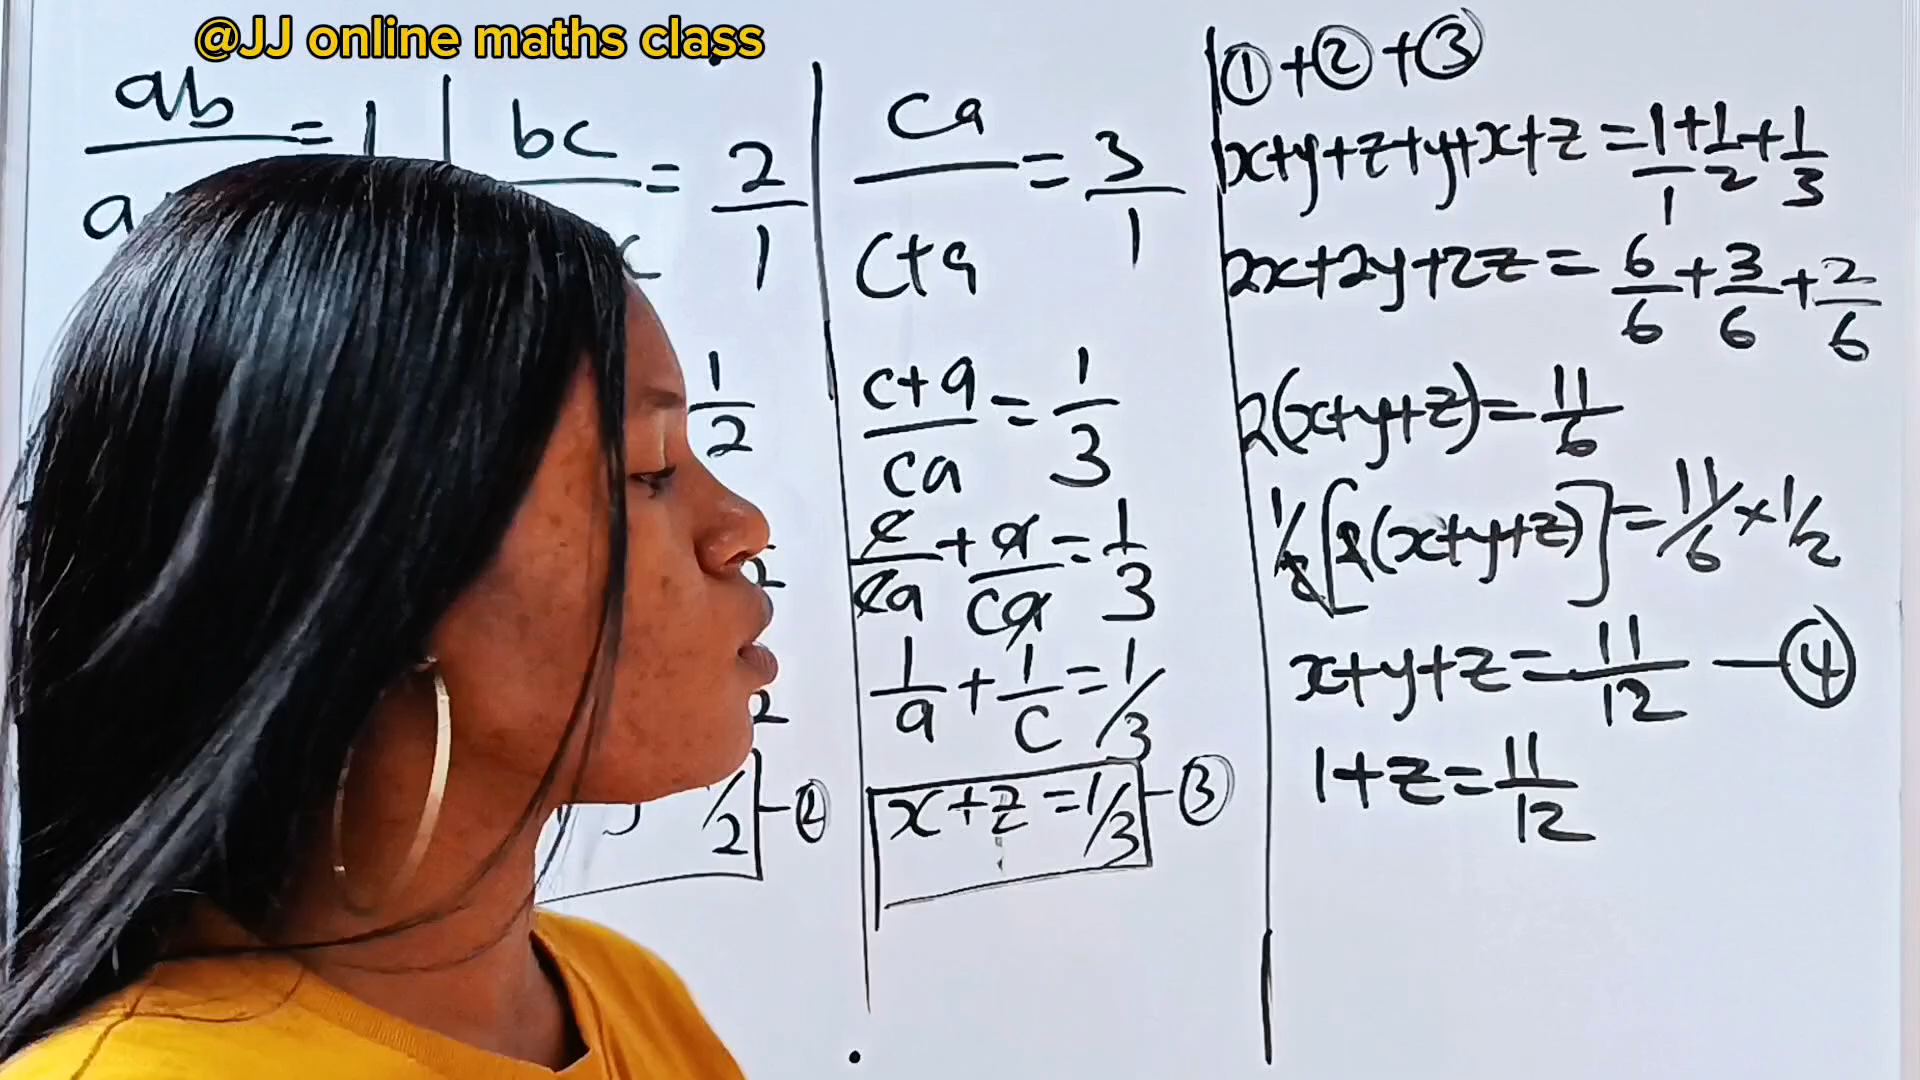 @JJ online maths class
ab/ = 1
a
bc/ = 2/1
1/2
/2 - ②
ca/c+a = 3/1
c+a/ca = 1/3
c/ca + a/ca = 1/3
1/a + 1/c = 1/3
x+z = 1/3 - ③
①+②+③
x+y+z+y+x+z = 1/1+1/2+1/3
2x+2y+2z = 6/6+3/6+2/6
2(x+y+z) = 11/6
1/2[2(x+y+z)] = 11/6 × 1/2
x+y+z = 11/12 — ④
1+z = 11/12